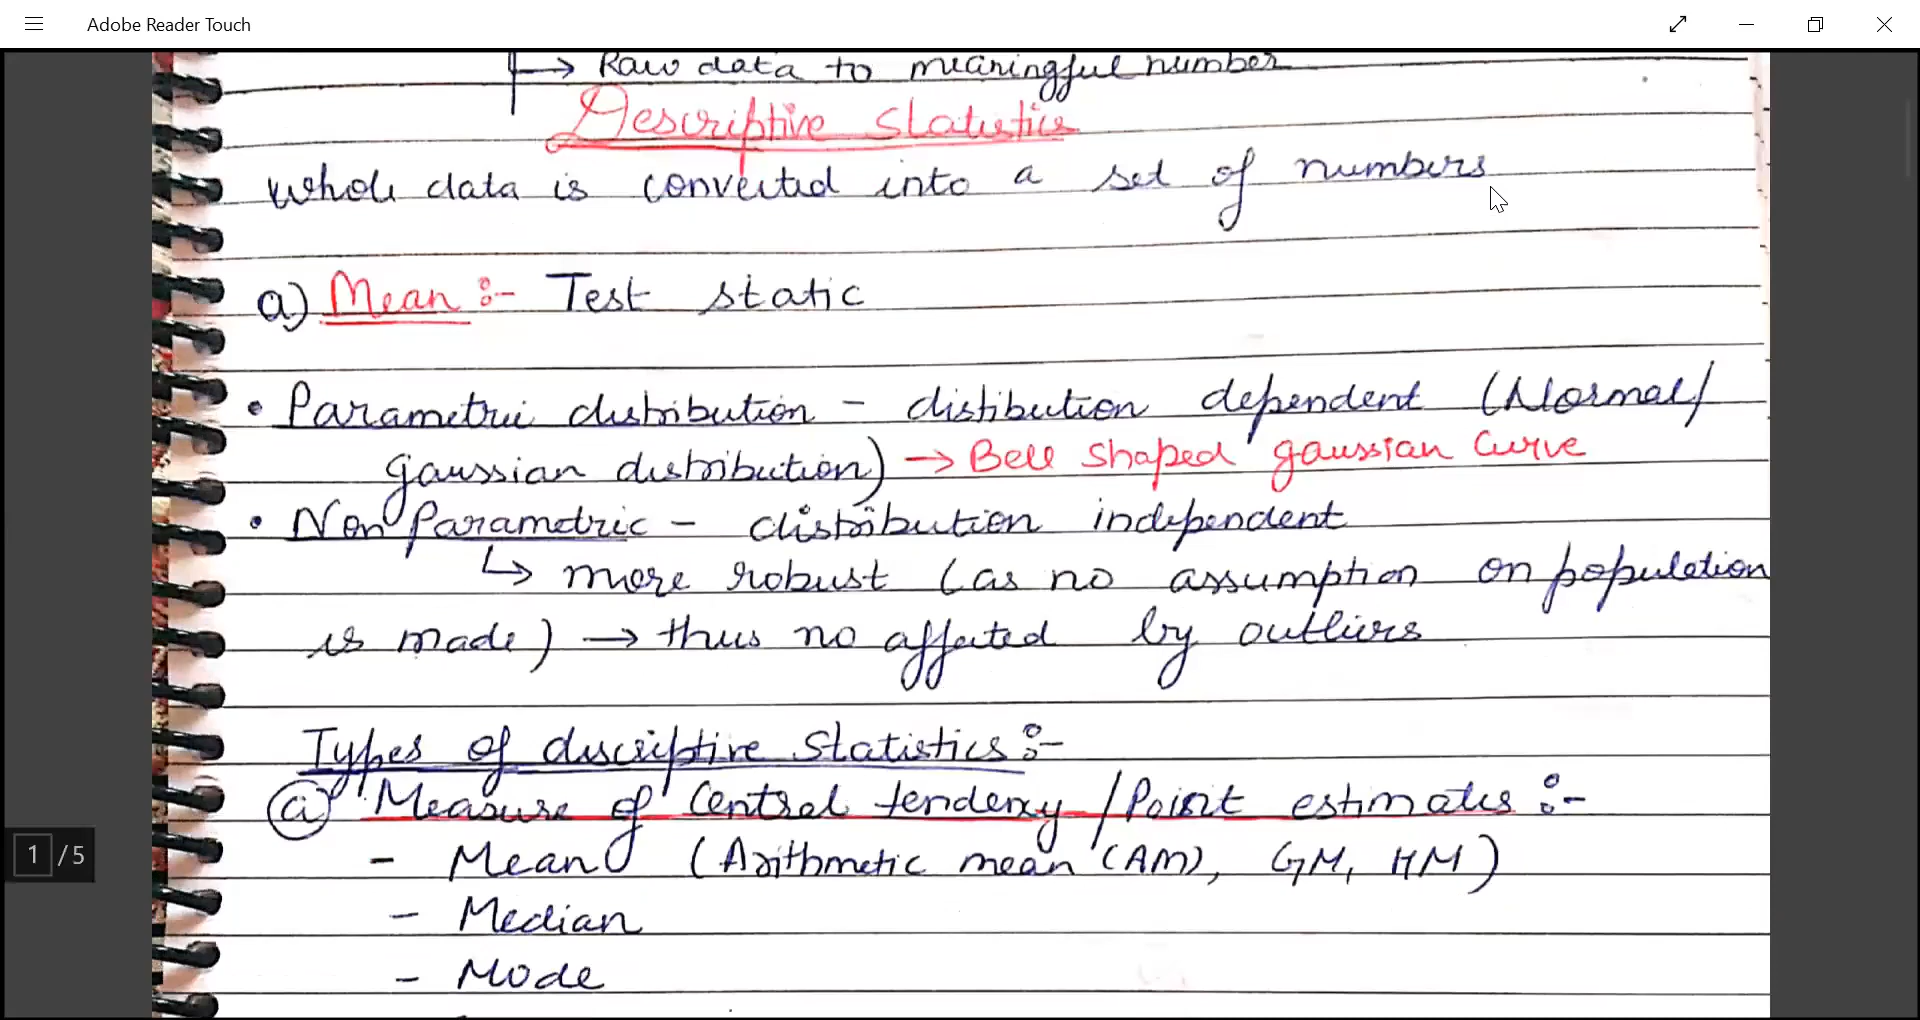 Adobe Reader Touch
→ Raw data to meaningful number
Descriptive Statistics
Whole data is converted into a set of numbers
a) Mean :- Test static
• Parametric distribution - distibution dependent (Normal/
gaussian distribution) → Bell shaped gaussian curve
• Non Parametric - distribution independent
↳ more robust (as no assumption on population
is made) → thus no affected by outliers
Types of discriptive Statistics :-
(a) Measure of Central tendency / Point estimates :-
- Mean (Arithmetic mean (AM), GM, HM)
- Median
- Mode
1 / 5